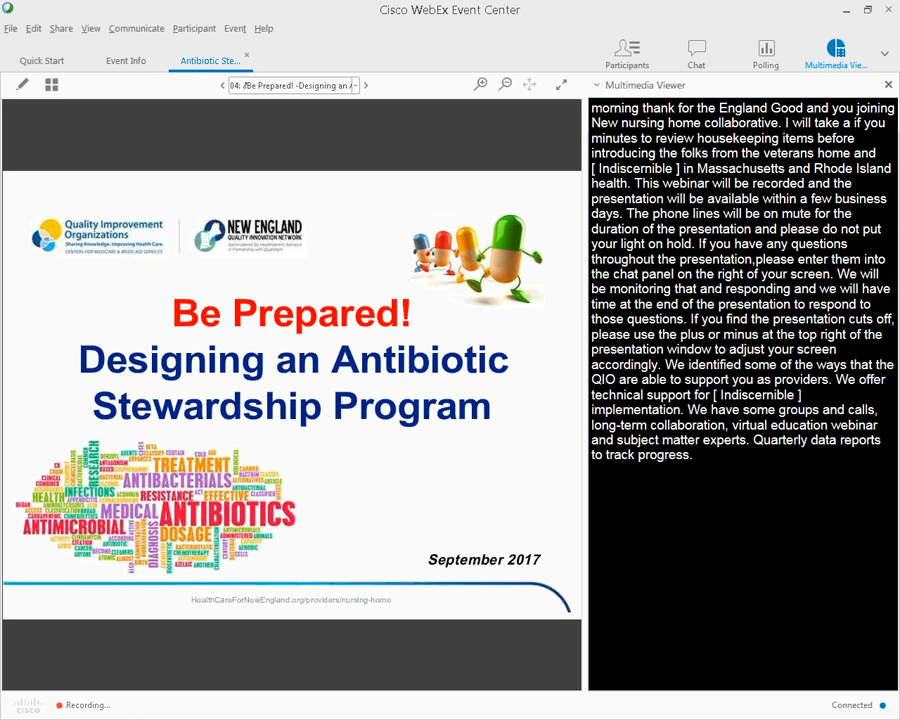 Cisco WebEx Event Center
File Edit Share View Communicate Participant Event Help
Quick Start Event Info Antibiotic Ste...
Participants Chat Polling Multimedia Vie...
Multimedia Viewer
Quality Improvement
Organizations
Sharing Knowledge. Improving Health Care.
CENTERS FOR MEDICARE & MEDICAID SERVICES
NEW ENGLAND
QUALITY INNOVATION NETWORK
Be Prepared!
Designing an Antibiotic
Stewardship Program
RESEARCH
TREATMENT
ANTIBACTERIALS
INFECTIONS
HEALTH
RESISTANCE
EFFECTIVE
MEDICAL
ANTIBIOTICS
ANTIMICROBIAL
DIAGNOSIS
DOSAGE
September 2017
HealthCareForNewEngland.org/providers/nursing-home
morning thank for the England Good and you joining
New nursing home collaborative. I will take a if you
minutes to review housekeeping items before
introducing the folks from the veterans home and
[ Indiscernible ] in Massachusetts and Rhode Island
health. This webinar will be recorded and the
presentation will be available within a few business
days. The phone lines will be on mute for the
duration of the presentation and please do not put
your light on hold. If you have any questions
throughout the presentation,please enter them into
the chat panel on the right of your screen. We will
be monitoring that and responding and we will have
time at the end of the presentation to respond to
those questions. If you find the presentation cuts off,
please use the plus or minus at the top right of the
presentation window to adjust your screen
accordingly. We identified some of the ways that the
QIO are able to support you as providers. We offer
technical support for [ Indiscernible ]
implementation. We have some groups and calls,
long-term collaboration, virtual education webinar
and subject matter experts. Quarterly data reports
to track progress.
cisco Recording... Connected